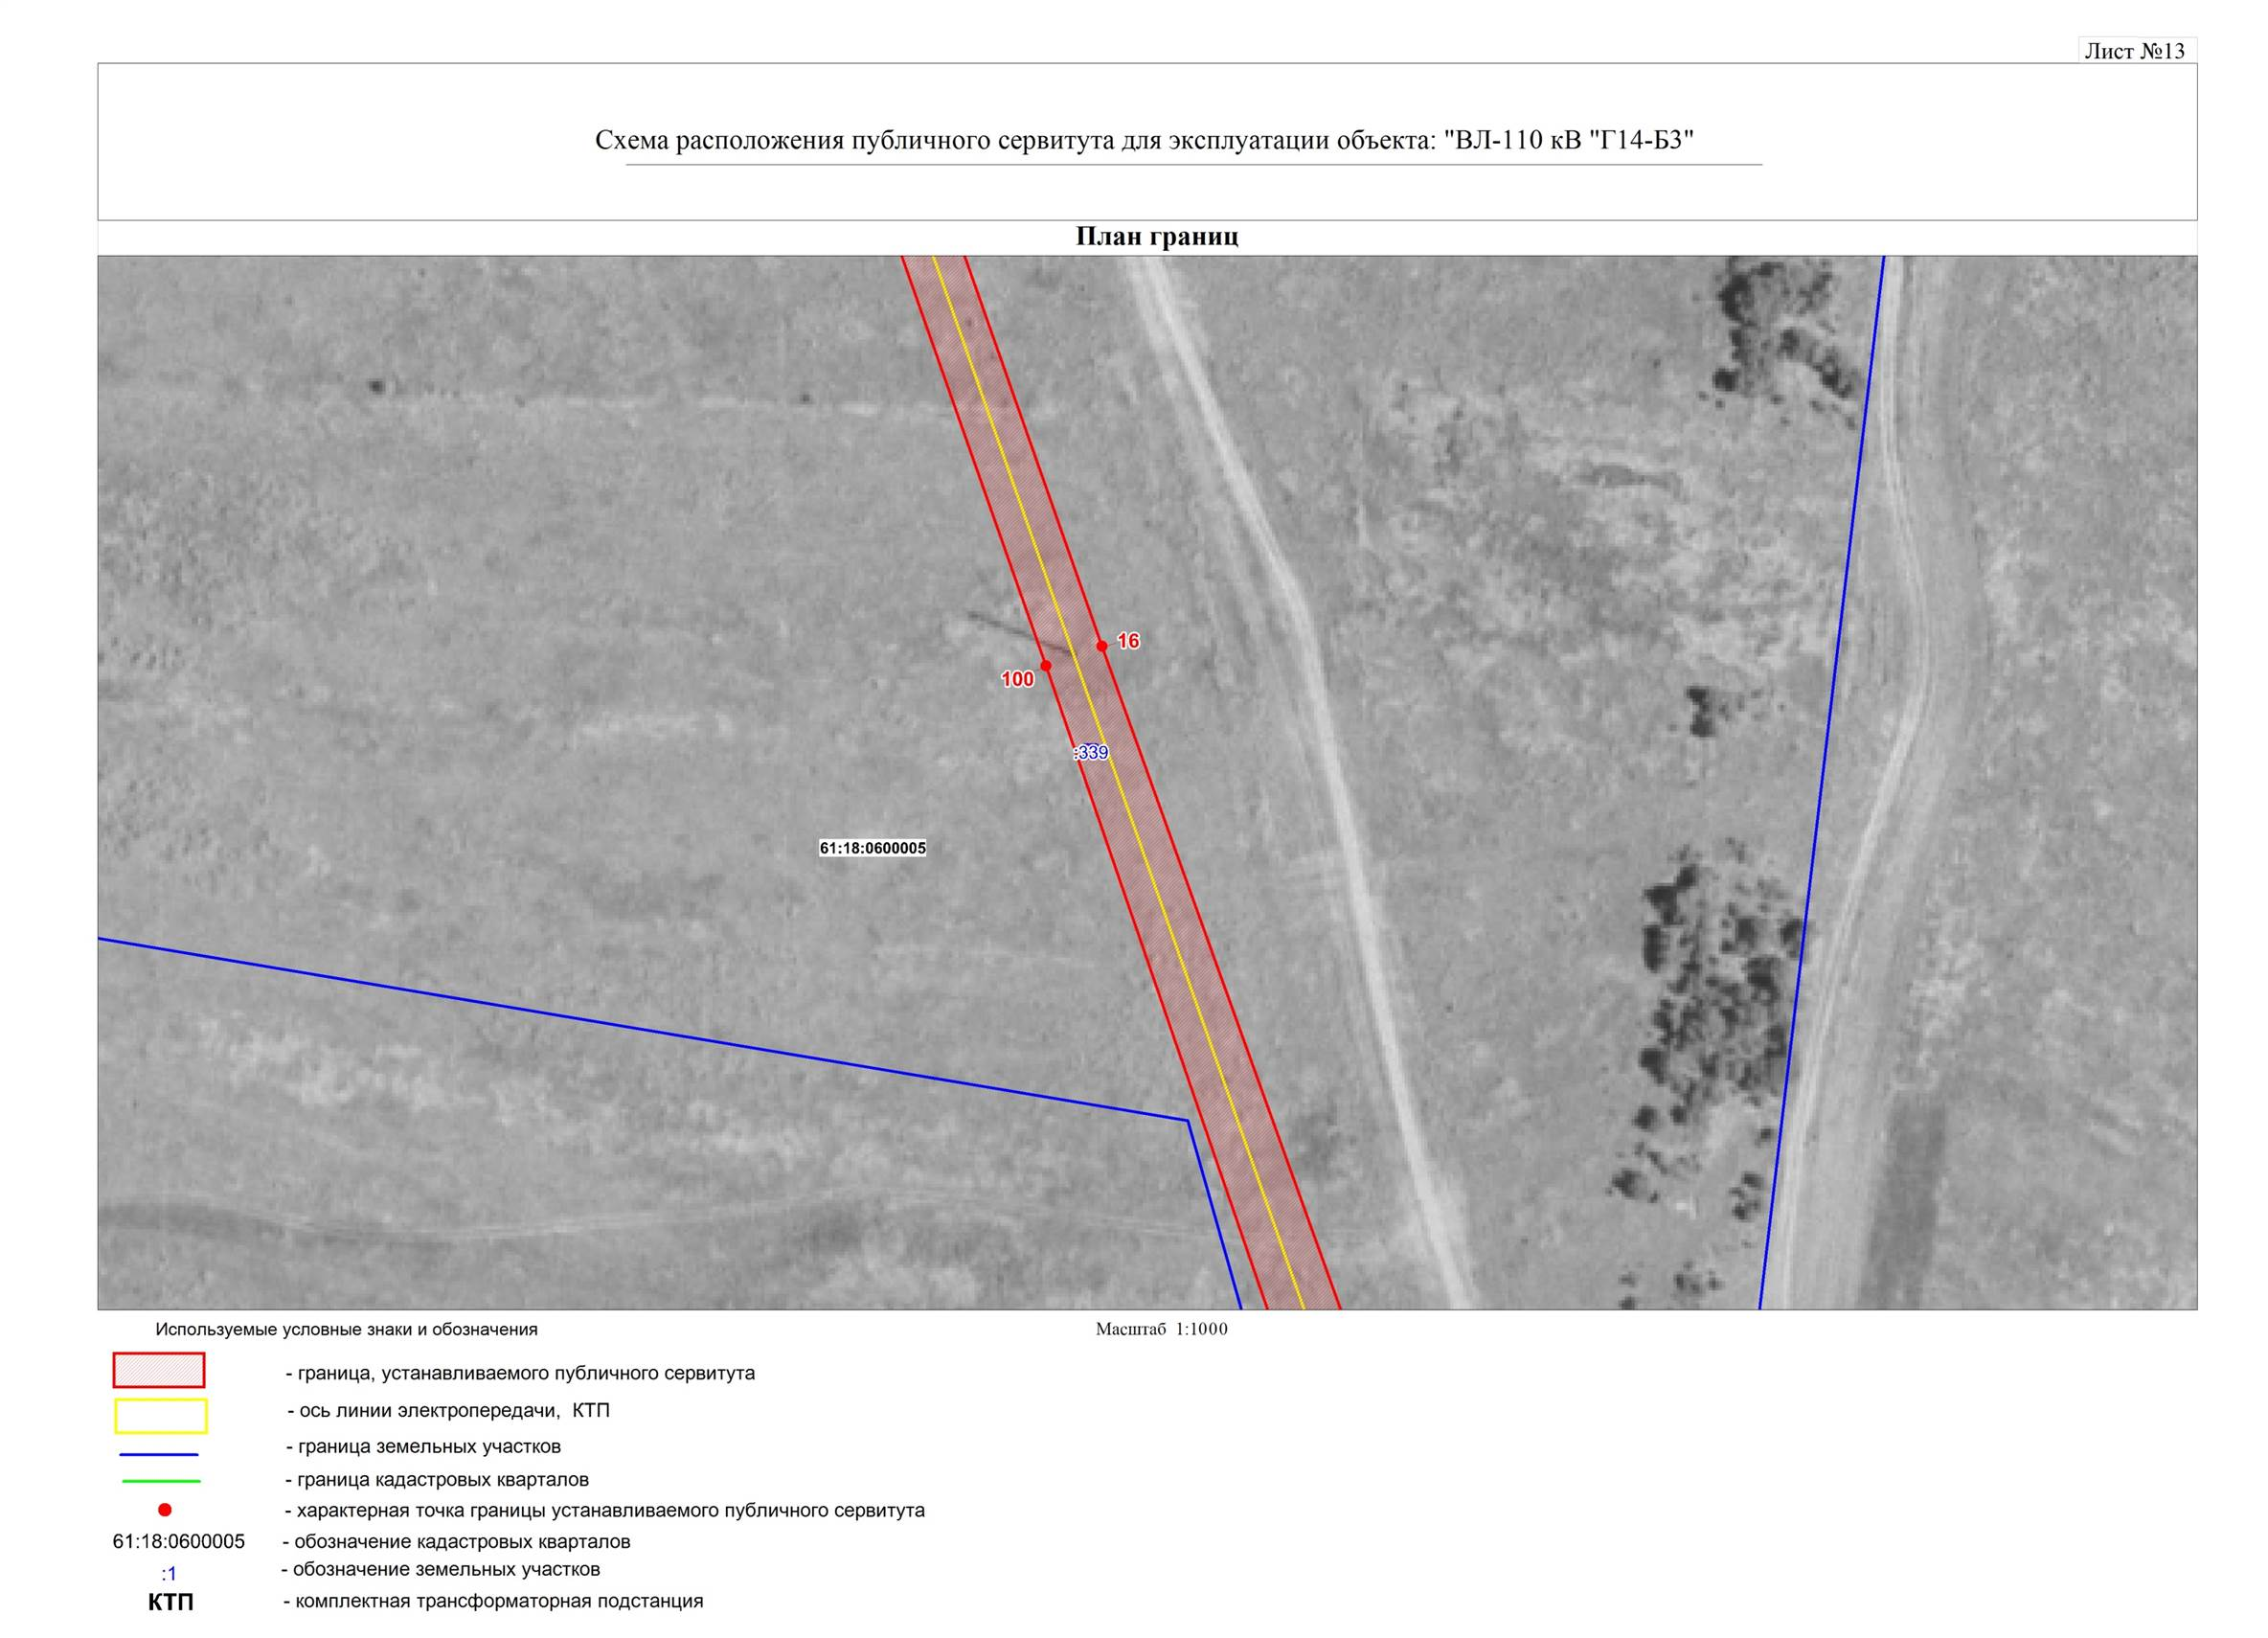 Лист №13
Схема расположения публичного сервитута для эксплуатации объекта: "ВЛ-110 кВ "Г14-Б3"
План границ
16
100
:339
61:18:0600005
Используемые условные знаки и обозначения
Масштаб 1:1000
- граница, устанавливаемого публичного сервитута
- ось линии электропередачи, КТП
- граница земельных участков
- граница кадастровых кварталов
- характерная точка границы устанавливаемого публичного сервитута
61:18:0600005 - обозначение кадастровых кварталов
:1 - обозначение земельных участков
КТП - комплектная трансформаторная подстанция